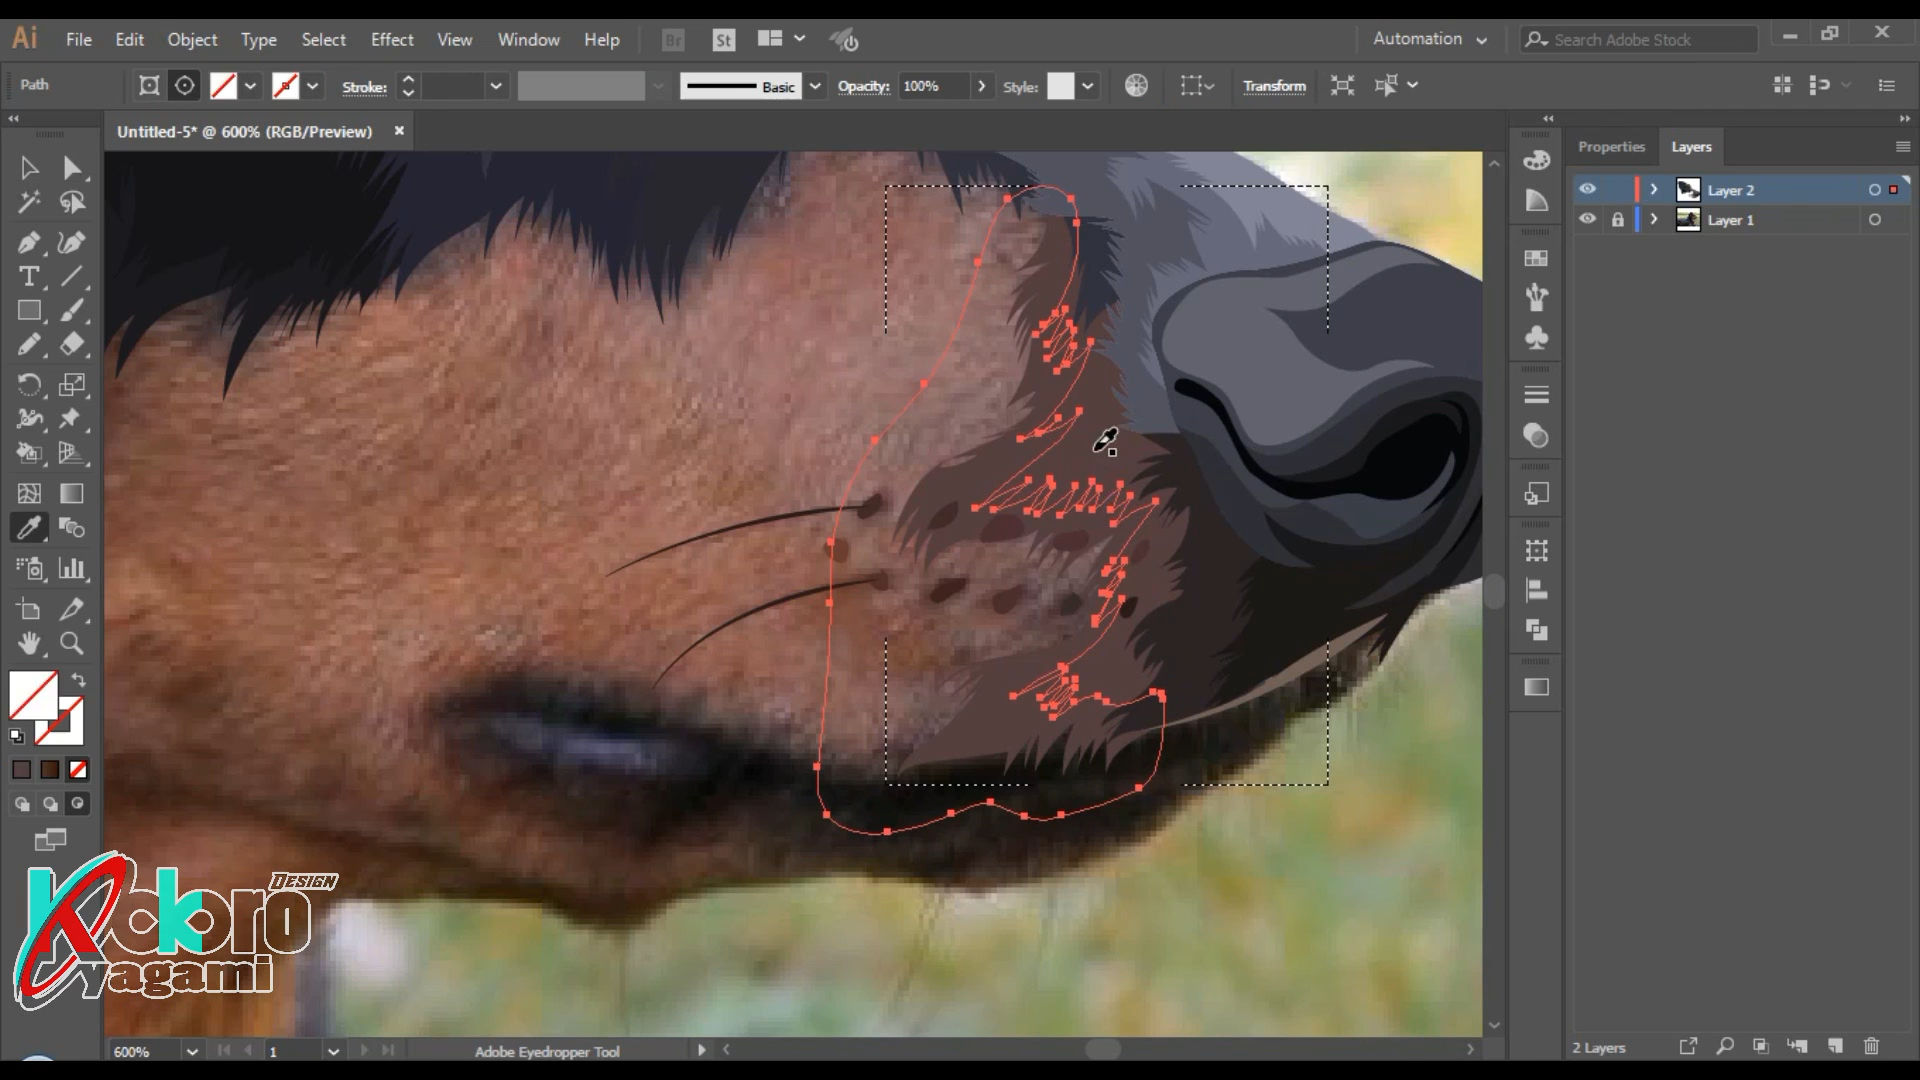 Ai File Edit Object Type Select Effect View Window Help Br St Automation Search Adobe Stock
Path Stroke: Basic Opacity: 100% Style: Transform
Untitled-5* @ 600% (RGB/Preview)
Properties Layers
Layer 2
Layer 1
T
DESIGN
Kokoro
yagami
600% 1 Adobe Eyedropper Tool
2 Layers